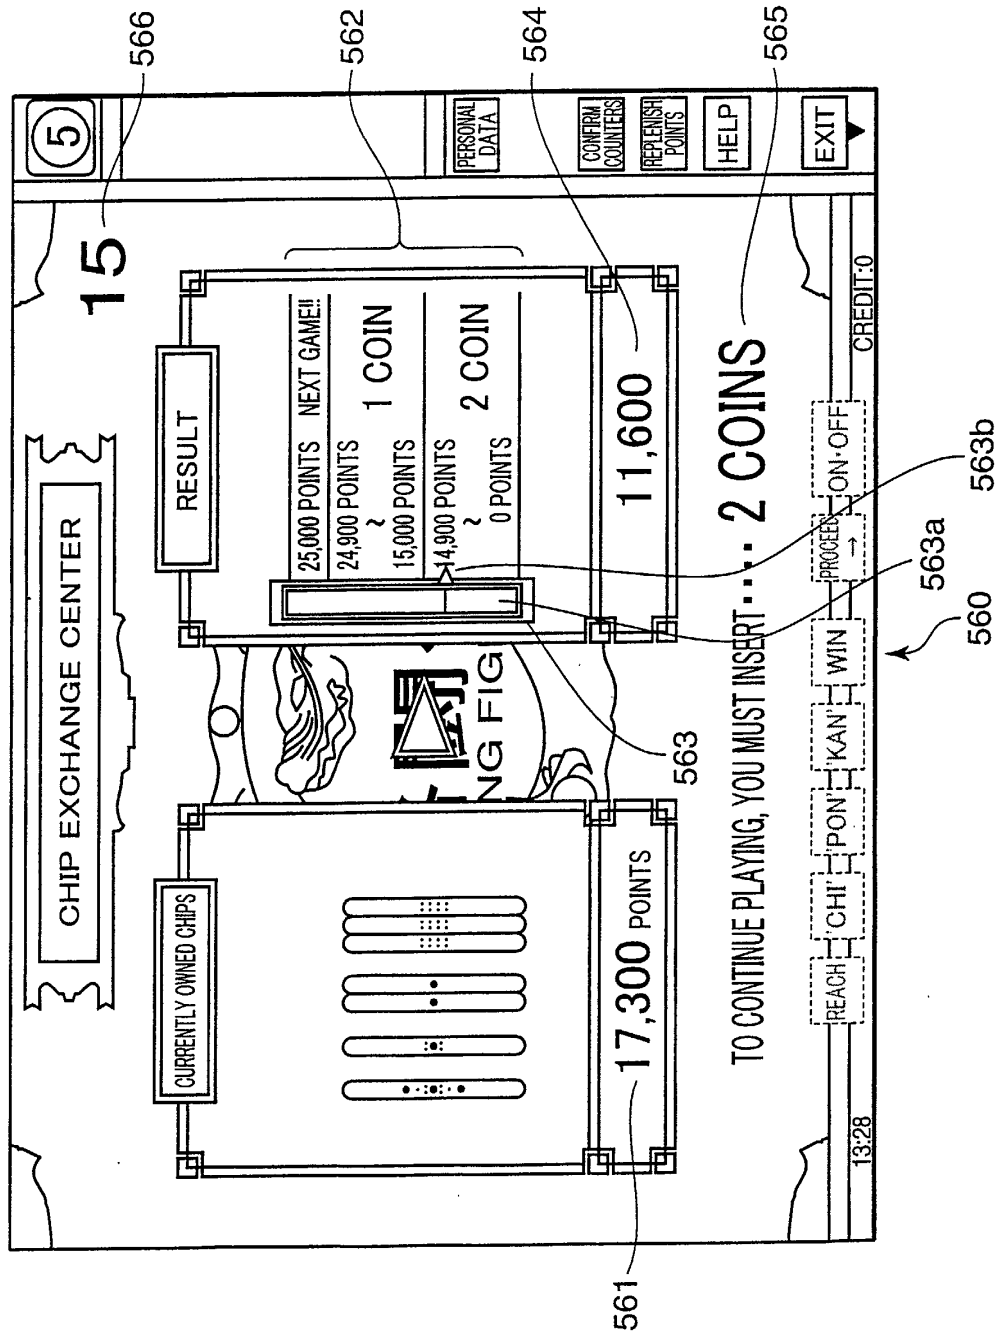 566
562
564
565
5
15
CHIP EXCHANGE CENTER
PERSONAL
DATA
CONFIRM
COUNTERS
REPLENISH
POINTS
HELP
EXIT
CURRENTLY OWNED CHIPS
17,300 POINTS
NG FIG
RESULT
25,000 POINTS NEXT GAME!!
24,900 POINTS
~ 1 COIN
15,000 POINTS
14,900 POINTS
~ 2 COIN
0 POINTS
11,600
TO CONTINUE PLAYING, YOU MUST INSERT.... 2 COINS
REACH
'CHI'
'PON'
'KAN'
WIN
PROCEED
→
ON·OFF
13:28
CREDIT:0
561
563
563a
563b
560